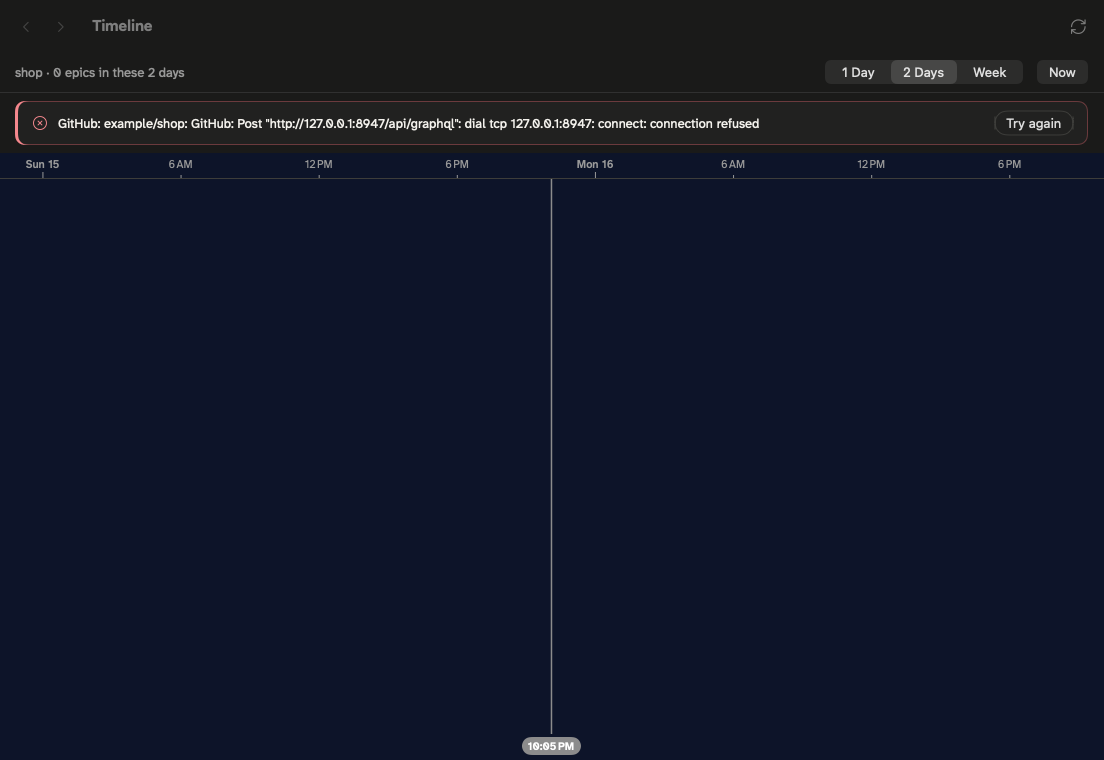 Timeline
shop · 0 epics in these 2 days
1 Day
2 Days
Week
Now
GitHub: example/shop: GitHub: Post "http://127.0.0.1:8947/api/graphql": dial tcp 127.0.0.1:8947: connect: connection refused
Try again
Sun 15
6 AM
12 PM
6 PM
Mon 16
6 AM
12 PM
6 PM
10:05 PM